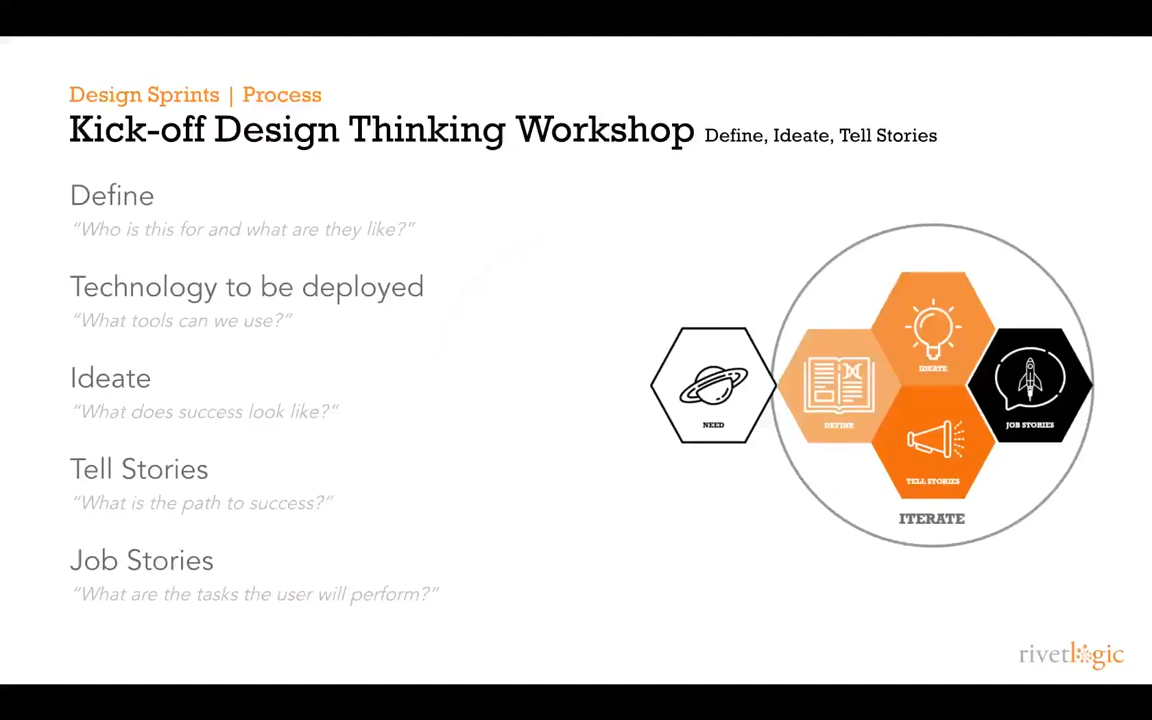 Design Sprints | Process
Kick-off Design Thinking Workshop Define, Ideate, Tell Stories
Define
“Who is this for and what are they like?”
Technology to be deployed
“What tools can we use?”
Ideate
“What does success look like?”
Tell Stories
“What is the path to success?”
Job Stories
“What are the tasks the user will perform?”
NEED
DEFINE
IDEATE
TELL STORIES
JOB STORIES
ITERATE
rivetlogic